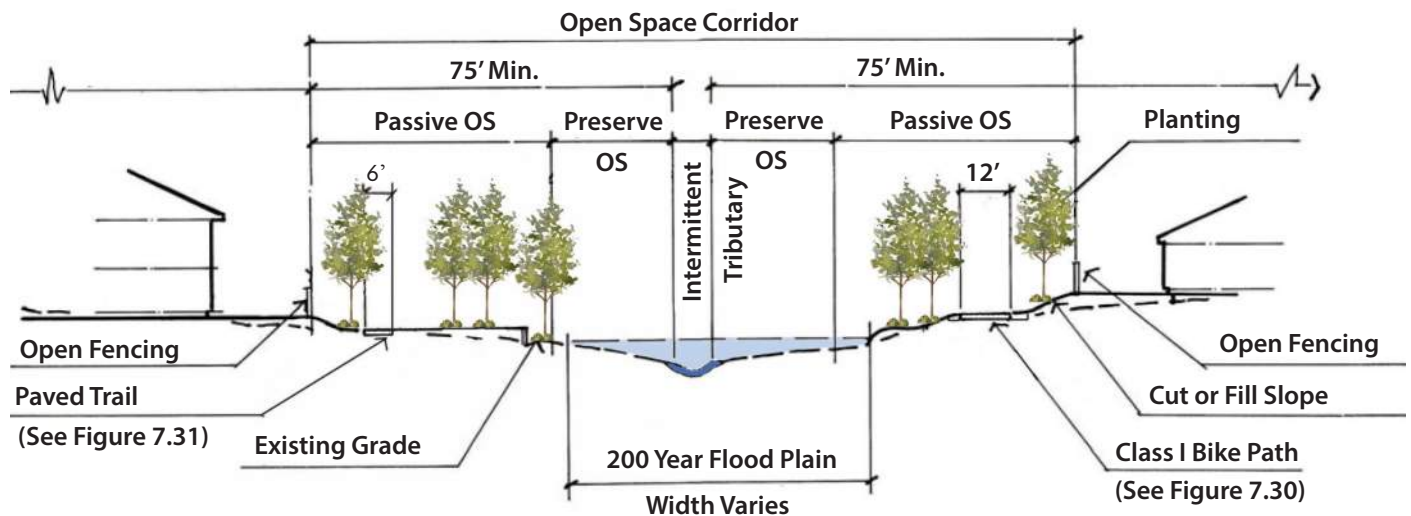 Open Space Corridor
75’ Min.
75’ Min.
Passive OS
Preserve
OS
Intermittent
Tributary
Preserve
OS
Passive OS
Planting
6’
12’
Open Fencing
Paved Trail
(See Figure 7.31)
Existing Grade
200 Year Flood Plain
Width Varies
Open Fencing
Cut or Fill Slope
Class I Bike Path
(See Figure 7.30)